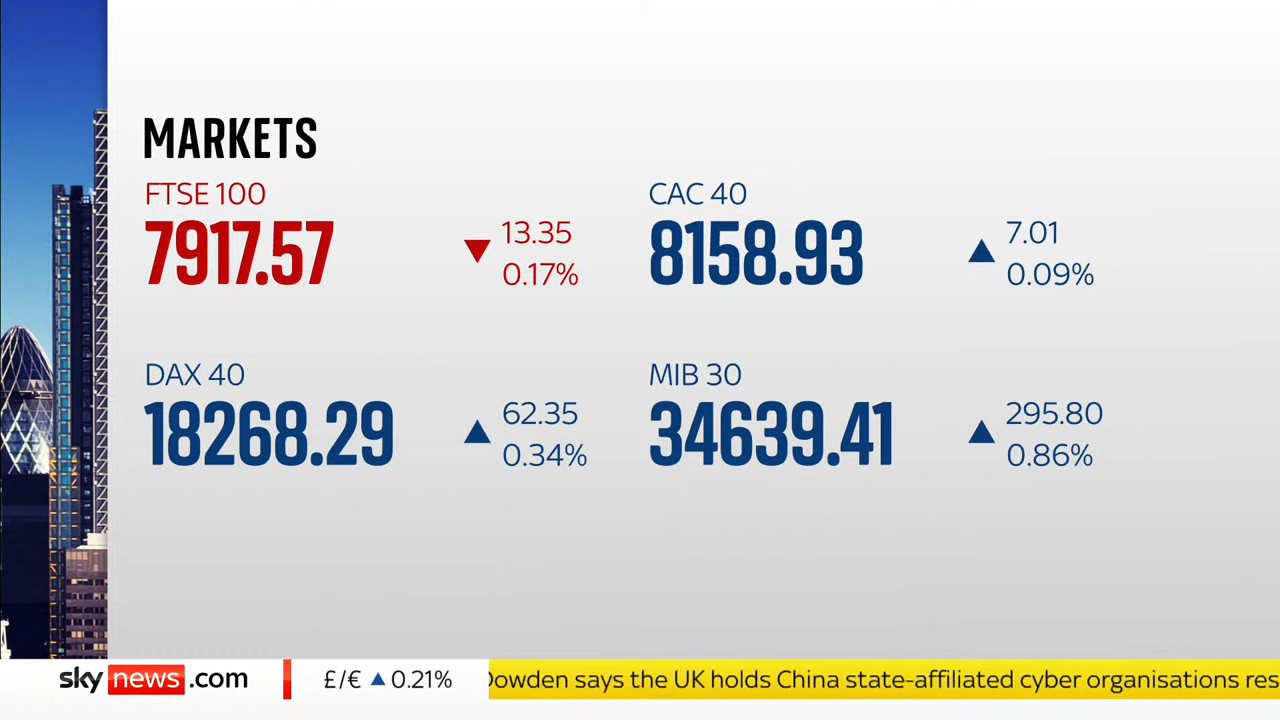 MARKETS
FTSE 100
7917.57
13.35
0.17%
CAC 40
8158.93
7.01
0.09%
DAX 40
18268.29
62.35
0.34%
MIB 30
34639.41
295.80
0.86%
sky news .com
£/€ ▲ 0.21%
Dowden says the UK holds China state-affiliated cyber organisations res